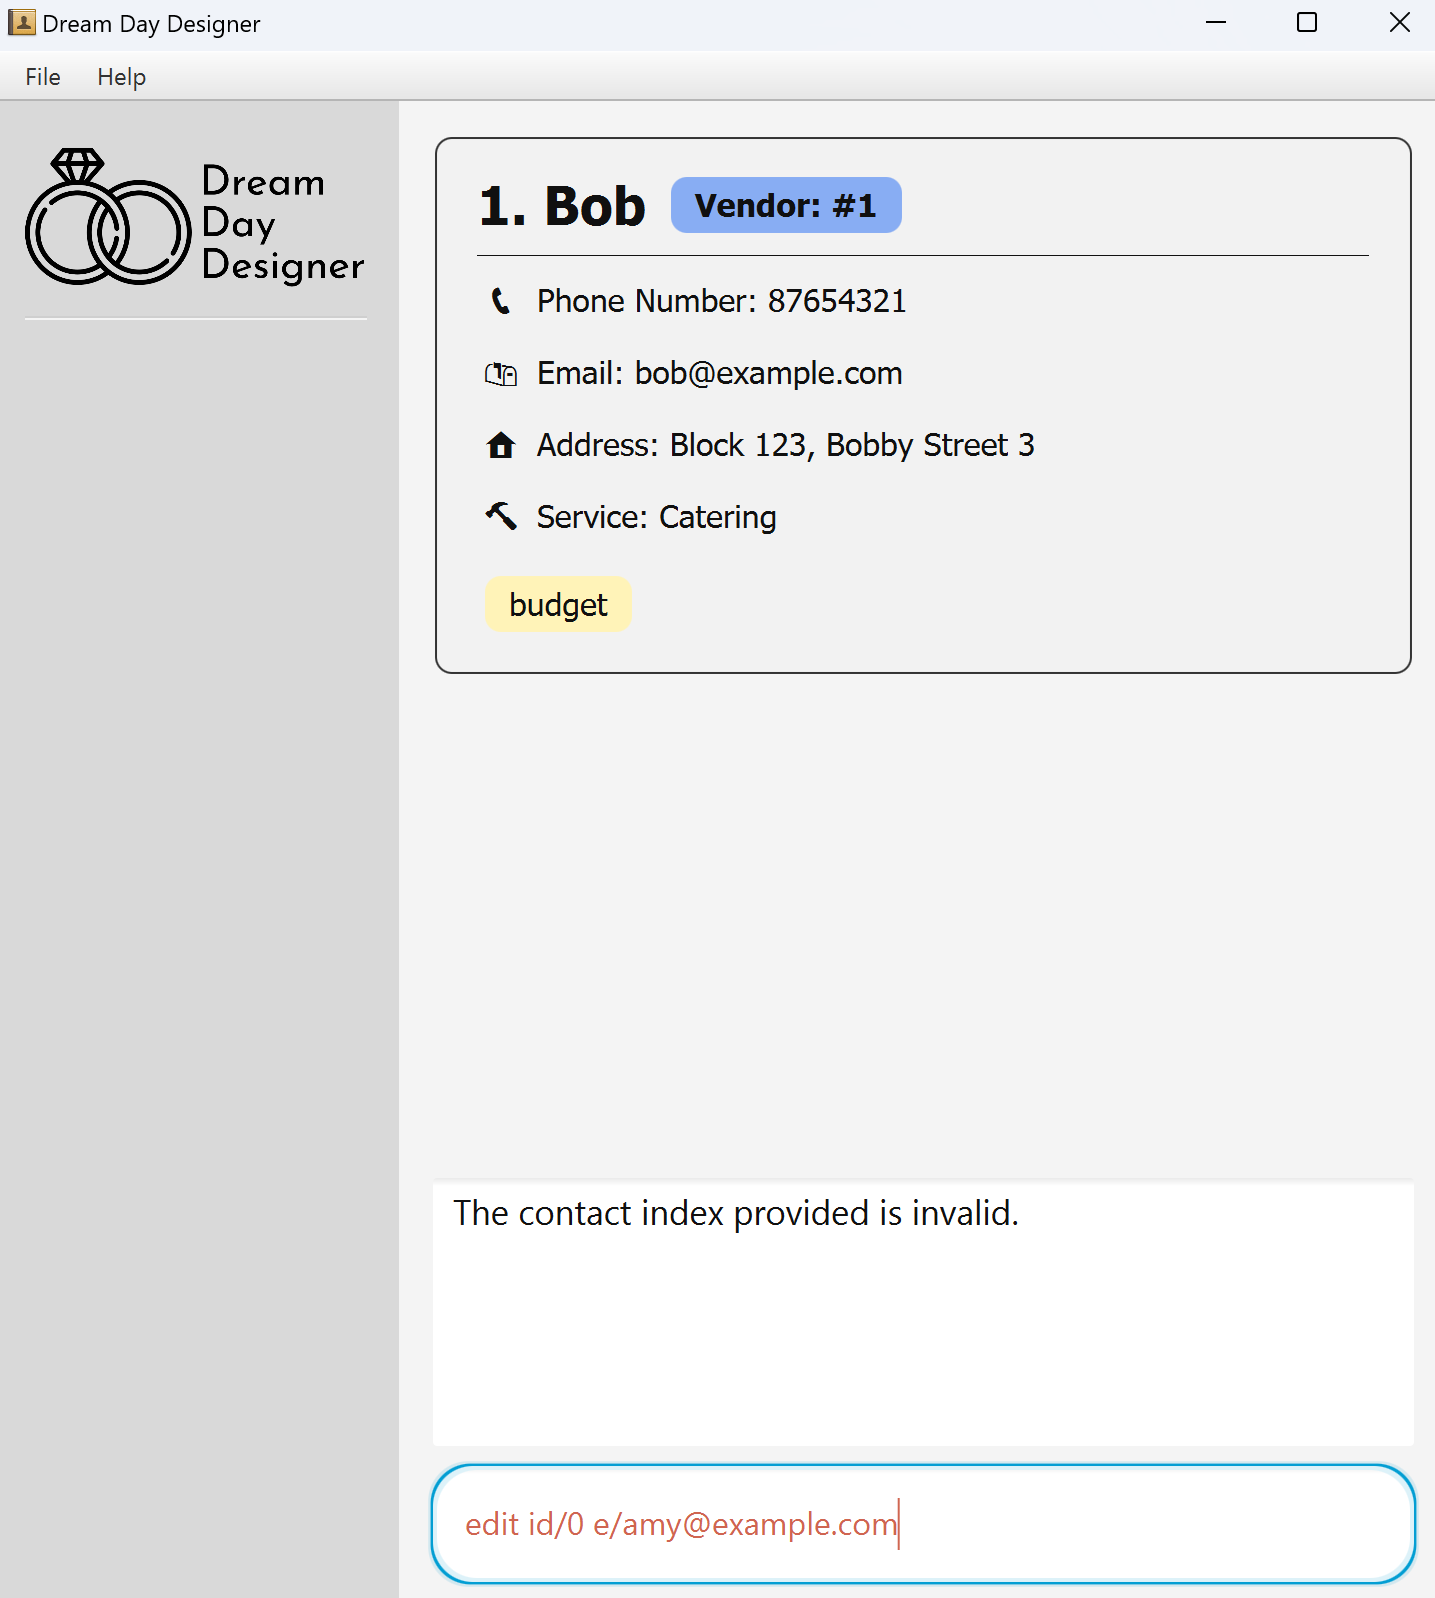 Dream Day Designer
File Help
Dream
Day
Designer
1. Bob Vendor: #1
Phone Number: 87654321
Email: bob@example.com
Address: Block 123, Bobby Street 3
Service: Catering
budget
The contact index provided is invalid.
edit id/0 e/amy@example.com